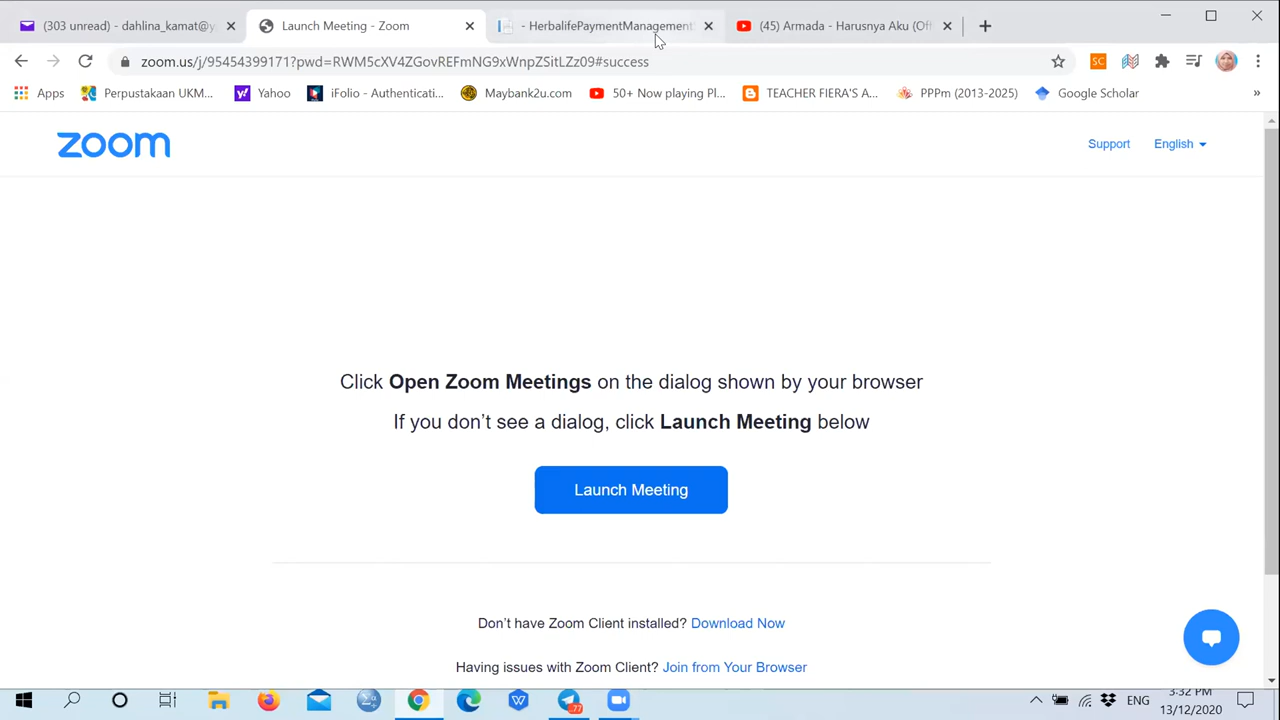 (303 unread) - dahlina_kamat@y
Launch Meeting - Zoom
- HerbalifePaymentManagement
(45) Armada - Harusnya Aku (Off
zoom.us/j/95454399171?pwd=RWM5cXV4ZGovREFmNG9xWnpZSitLZz09#success
SC
Apps
Perpustakaan UKM...
Yahoo
iFolio - Authenticati...
Maybank2u.com
50+ Now playing Pl...
TEACHER FIERA'S A...
PPPm (2013-2025)
Google Scholar
»
zoom
Support
English
Click Open Zoom Meetings on the dialog shown by your browser
If you don't see a dialog, click Launch Meeting below
Launch Meeting
Don't have Zoom Client installed? Download Now
Having issues with Zoom Client? Join from Your Browser
77
ENG
3:32 PM
13/12/2020